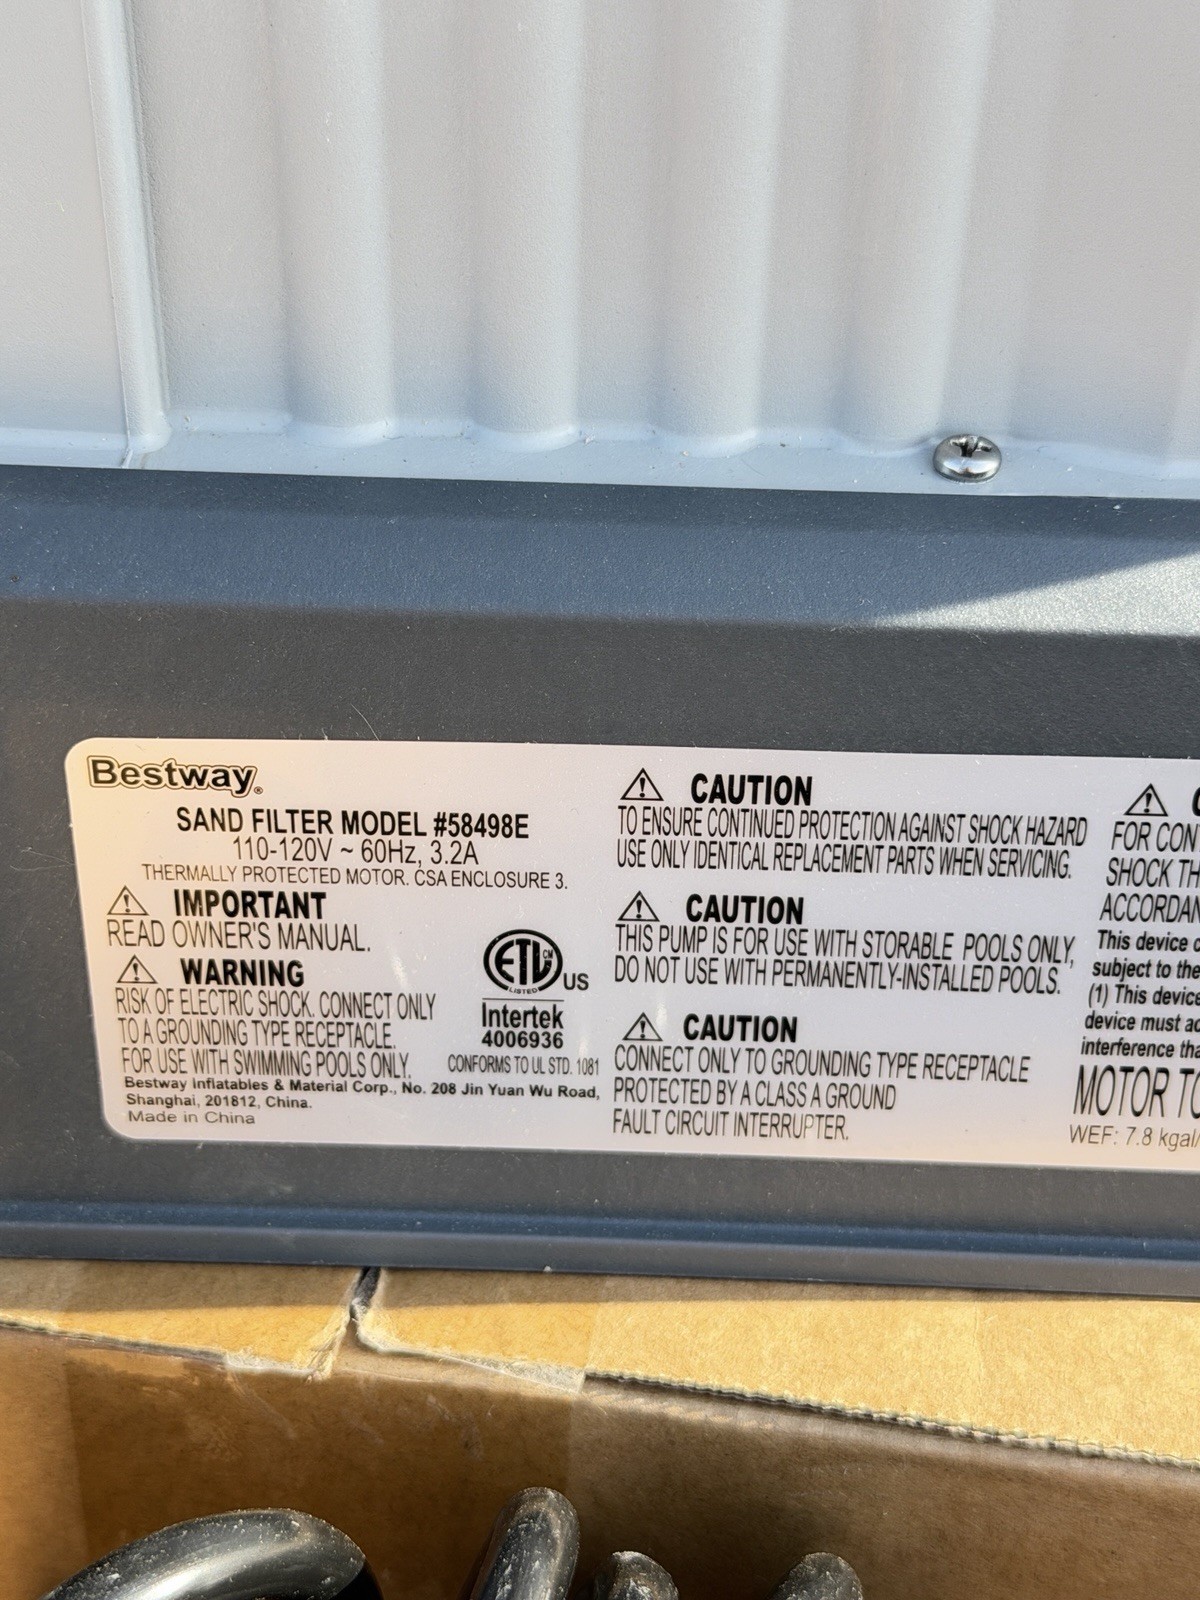 Bestway®
SAND FILTER MODEL #58498E
110-120V ~ 60Hz, 3.2A
THERMALLY PROTECTED MOTOR. CSA ENCLOSURE 3.
IMPORTANT
READ OWNER'S MANUAL.
WARNING
RISK OF ELECTRIC SHOCK. CONNECT ONLY
TO A GROUNDING TYPE RECEPTACLE.
FOR USE WITH SWIMMING POOLS ONLY.
ETL CM
LISTED
US
Intertek
4006936
CONFORMS TO UL STD. 1081
Bestway Inflatables & Material Corp., No. 208 Jin Yuan Wu Road,
Shanghai, 201812, China.
Made in China
CAUTION
TO ENSURE CONTINUED PROTECTION AGAINST SHOCK HAZARD
USE ONLY IDENTICAL REPLACEMENT PARTS WHEN SERVICING.
CAUTION
THIS PUMP IS FOR USE WITH STORABLE POOLS ONLY,
DO NOT USE WITH PERMANENTLY-INSTALLED POOLS.
CAUTION
CONNECT ONLY TO GROUNDING TYPE RECEPTACLE
PROTECTED BY A CLASS A GROUND
FAULT CIRCUIT INTERRUPTER.
FOR
SHOCK
This device
subject to the
(1) This device
device must
interference
MOTOR
WEF: 7.8 kgal/